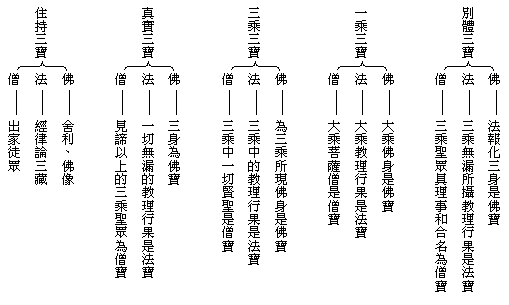 別體三寶
佛——法報化三身是佛寶
法——三乘無漏所攝教理行果是法寶
僧——三乘聖眾具理事和合名為僧寶
一乘三寶
佛——大乘佛身是佛寶
法——大乘教理行果是法寶
僧——大乘菩薩僧是僧寶
三乘三寶
佛——為三乘所現佛身是佛寶
法——三乘中的教理行果是法寶
僧——三乘中一切賢聖是僧寶
真實三寶
佛——三身為佛寶
法——一切無漏的教理行果是法寶
僧——見諦以上的三乘聖眾為僧寶
住持三寶
佛——舍利、佛像
法——經律論三藏
僧——出家徒眾